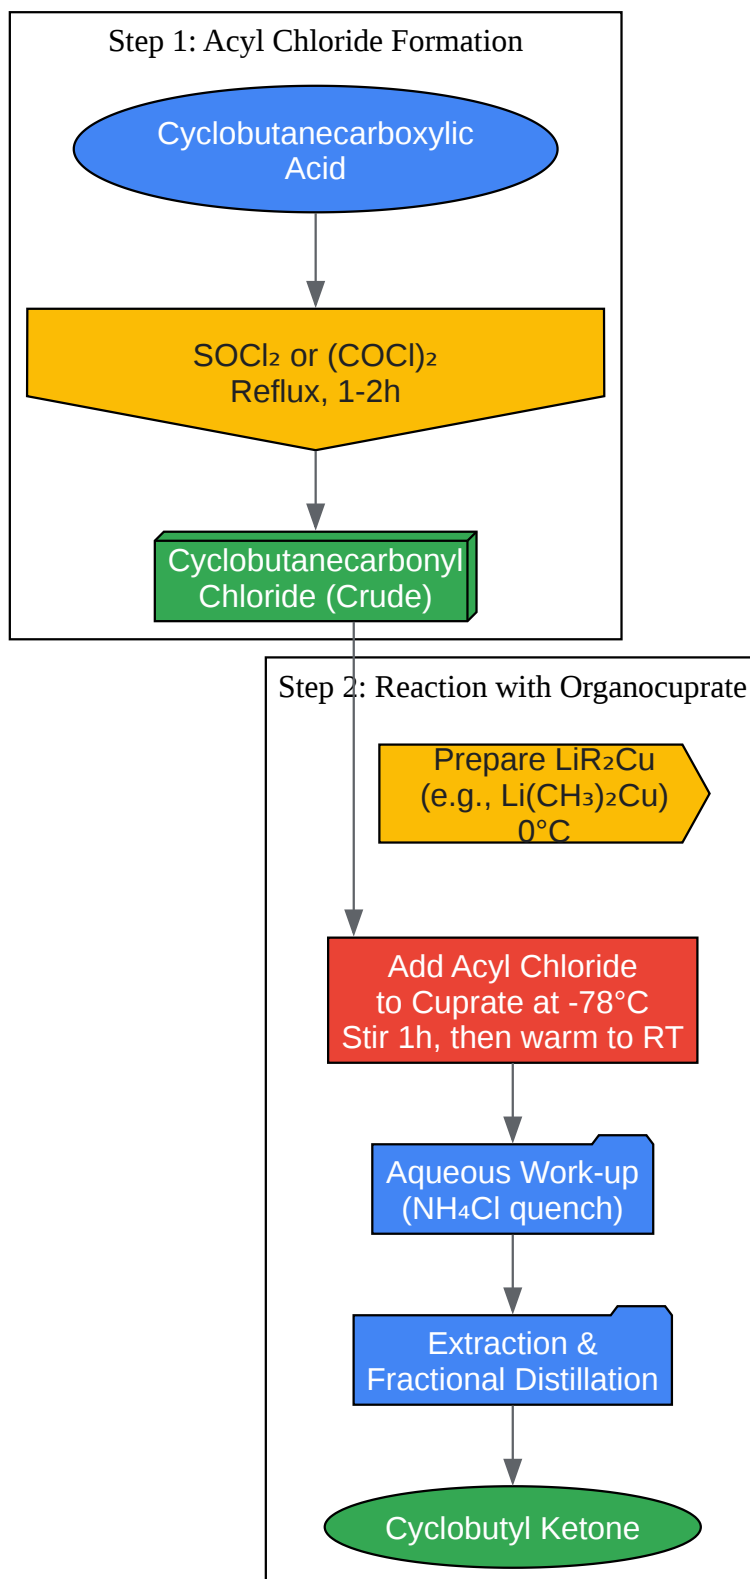 Step 1: Acyl Chloride Formation
Cyclobutanecarboxylic
Acid
SOCl₂ or (COCl)₂
Reflux, 1-2h
Cyclobutanecarbonyl
Chloride (Crude)
Step 2: Reaction with Organocuprate
Prepare LiR₂Cu
(e.g., Li(CH₃)₂Cu)
0°C
Add Acyl Chloride
to Cuprate at -78°C
Stir 1h, then warm to RT
Aqueous Work-up
(NH₄Cl quench)
Extraction &
Fractional Distillation
Cyclobutyl Ketone